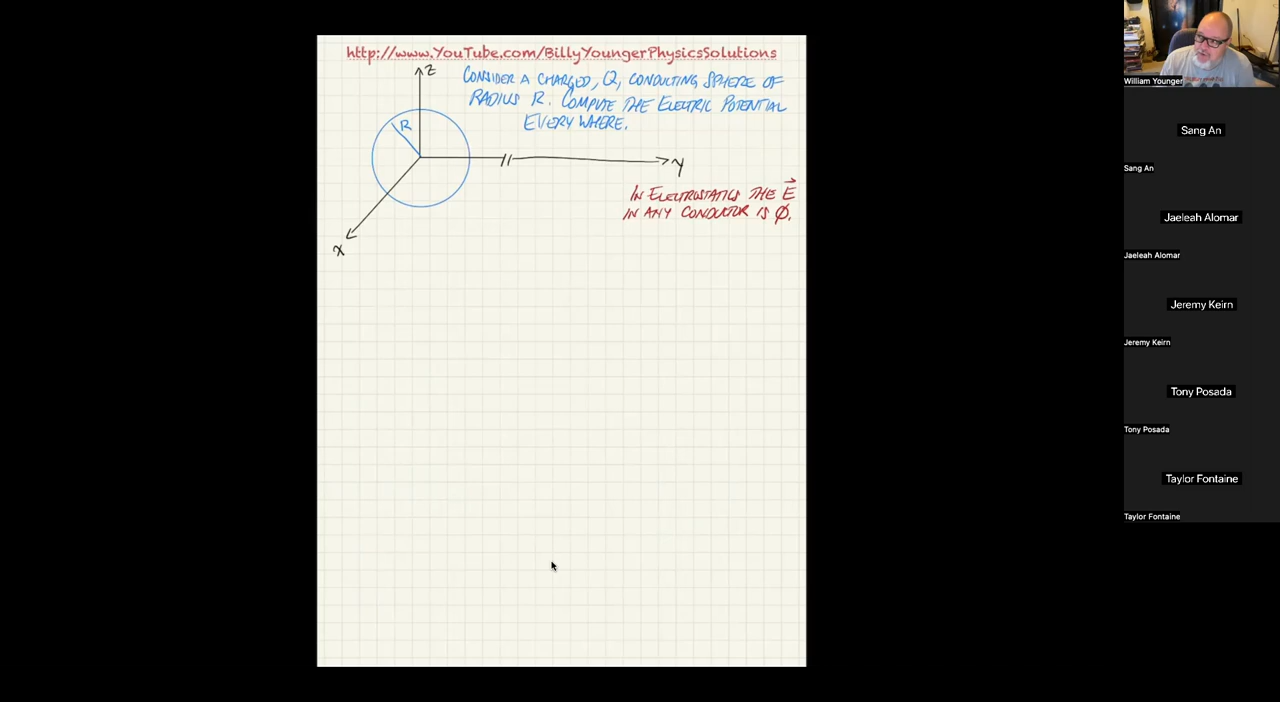 http://www.YouTube.com/BillyYoungerPhysicsSolutions
z
CONSIDER A CHARGED, Q, CONDUCTING SPHERE OF
RADIUS R. COMPUTE THE ELECTRIC POTENTIAL
EVERY WHERE.
R
y
IN ELECTROSTATICS THE E
IN ANY CONDUCTOR IS 0.
x
William Younger
Sang An
Sang An
Jaeleah Alomar
Jaeleah Alomar
Jeremy Keirn
Jeremy Keirn
Tony Posada
Tony Posada
Taylor Fontaine
Taylor Fontaine